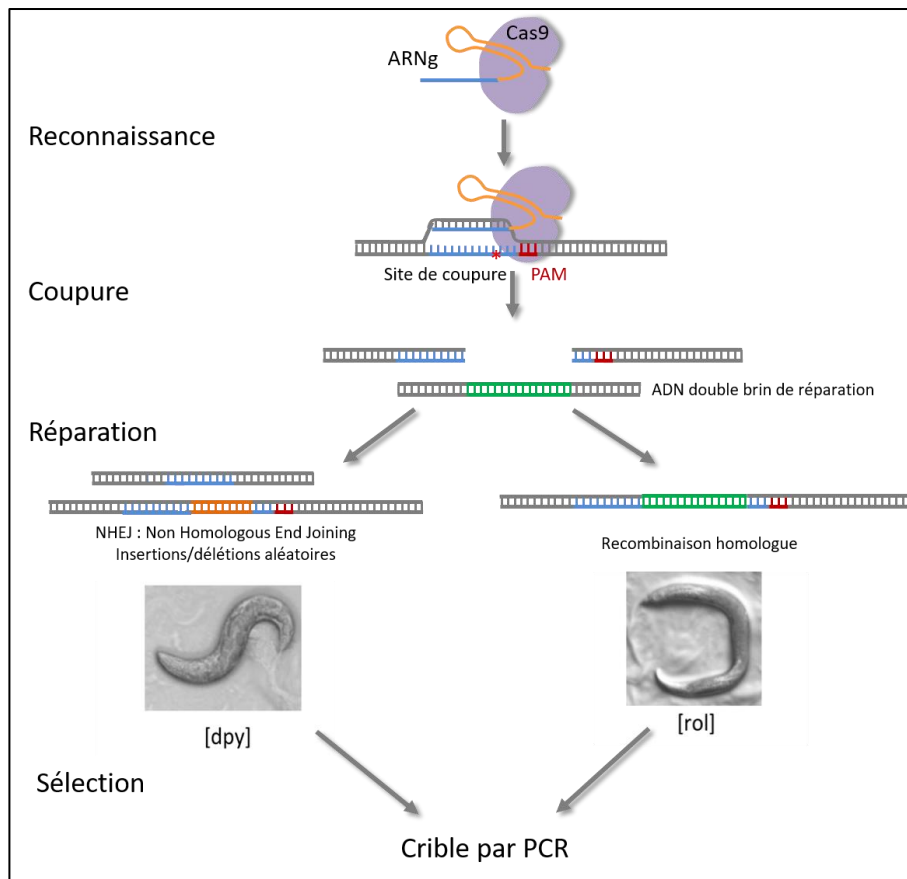 Cas9
ARNg
Reconnaissance
Site de coupure
PAM
Coupure
ADN double brin de réparation
Réparation
NHEJ : Non Homologous End Joining
Insertions/délétions aléatoires
Recombinaison homologue
[dpy]
[rol]
Sélection
Crible par PCR